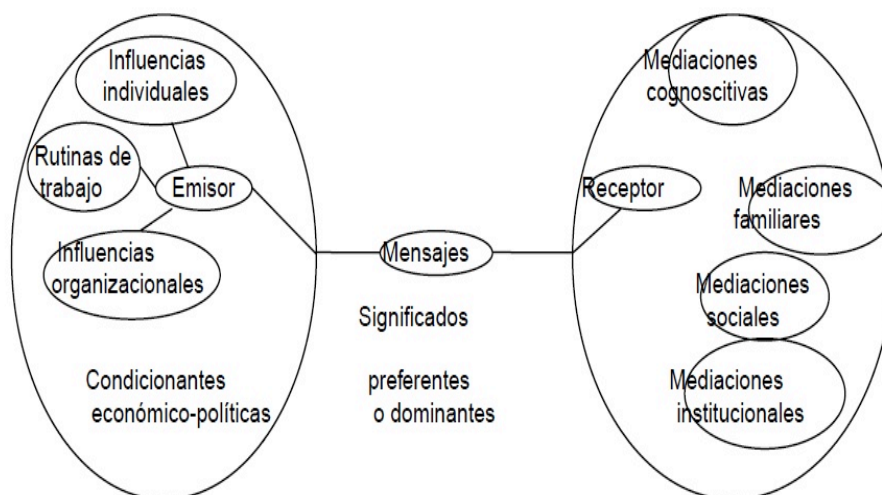 Influencias
individuales
Rutinas de
trabajo
Emisor
Influencias
organizacionales
Condicionantes
económico-políticas
Mensajes
Significados
preferentes
o dominantes
Mediaciones
cognoscitivas
Receptor
Mediaciones
familiares
Mediaciones
sociales
Mediaciones
institucionales